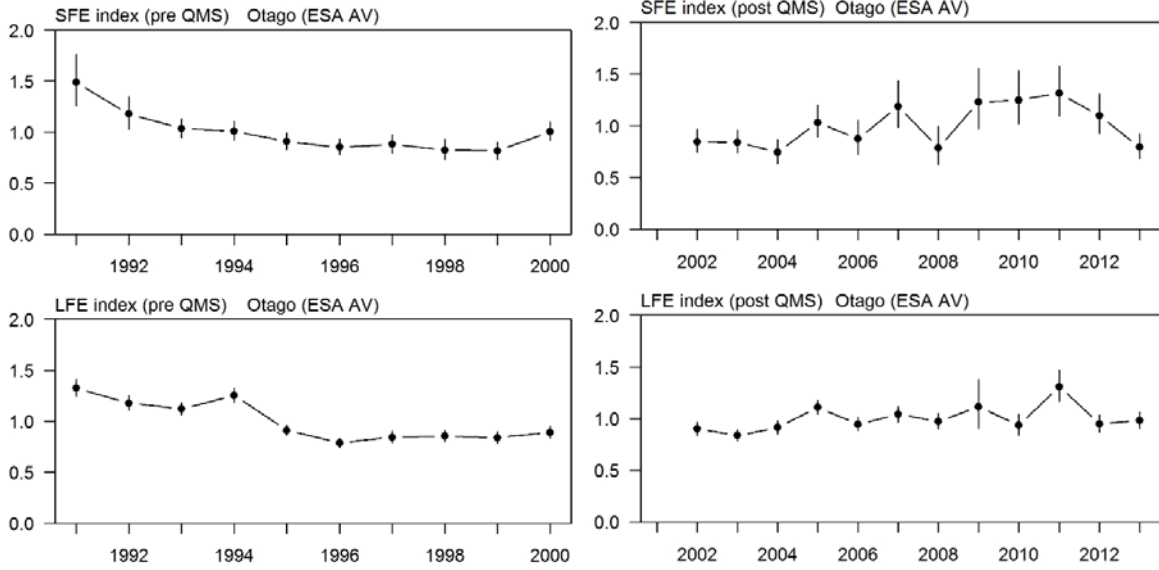 SFE index (pre QMS) Otago (ESA AV)
2.0
1.5
1.0
0.5
0.0
1992 1994 1996 1998 2000
SFE index (post QMS) Otago (ESA AV)
2.0
1.5
1.0
0.5
0.0
2002 2004 2006 2008 2010 2012
LFE index (pre QMS) Otago (ESA AV)
2.0
1.5
1.0
0.5
0.0
1992 1994 1996 1998 2000
LFE index (post QMS) Otago (ESA AV)
2.0
1.5
1.0
0.5
0.0
2002 2004 2006 2008 2010 2012